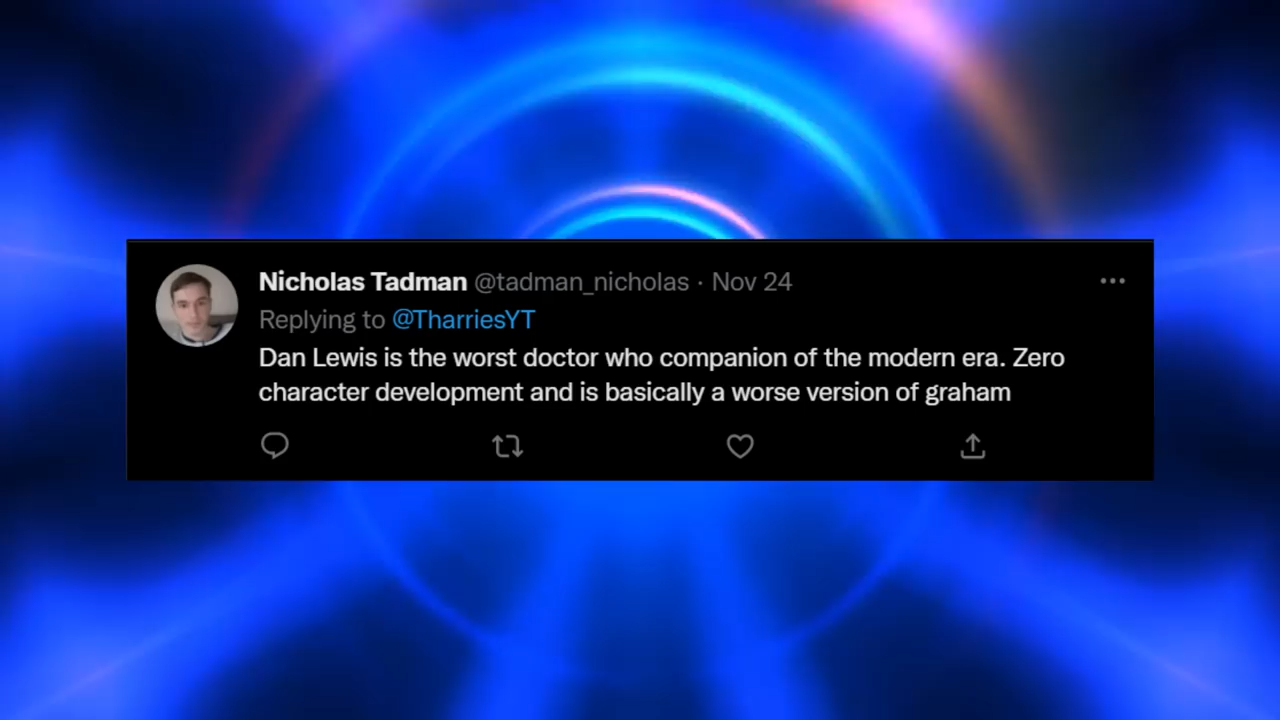 Nicholas Tadman @tadman_nicholas · Nov 24
Replying to @TharriesYT
Dan Lewis is the worst doctor who companion of the modern era. Zero
character development and is basically a worse version of graham